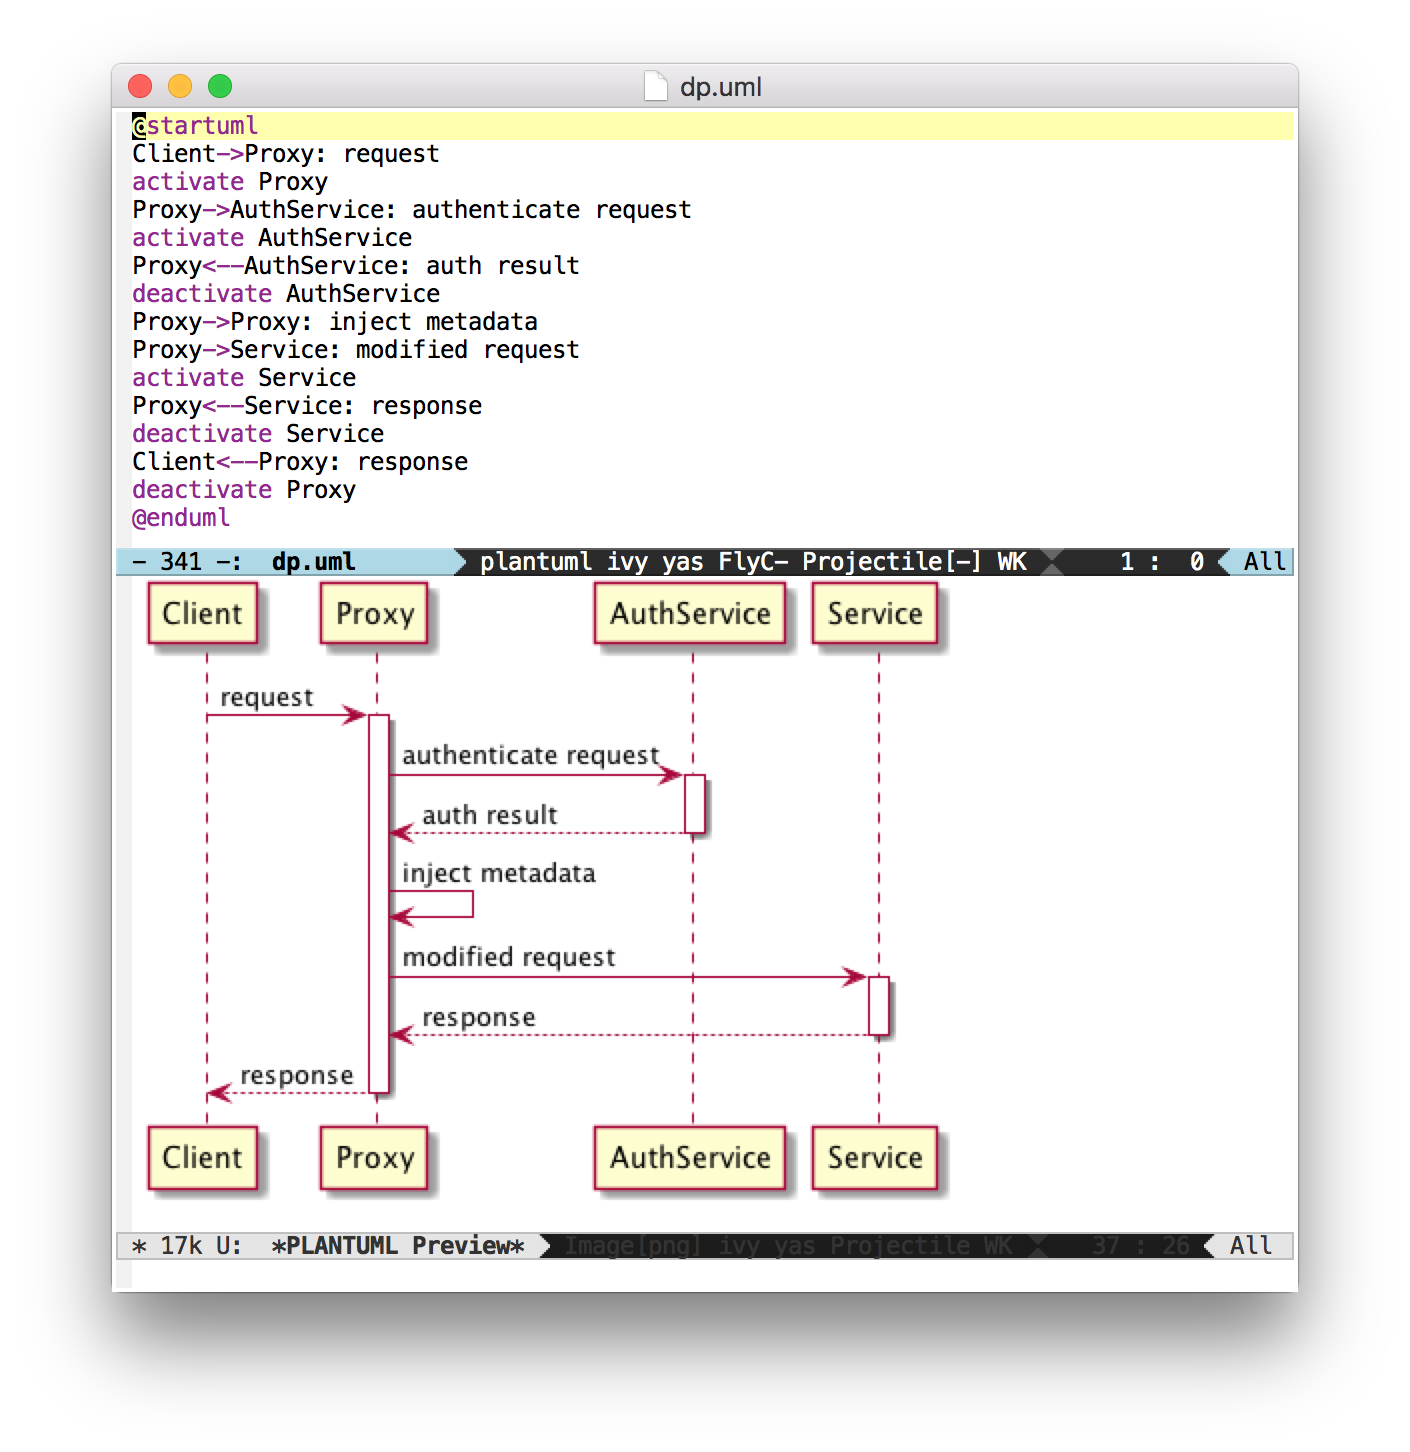 dp.uml
@startuml
Client->Proxy: request
activate Proxy
Proxy->AuthService: authenticate request
activate AuthService
Proxy<--AuthService: auth result
deactivate AuthService
Proxy->Proxy: inject metadata
Proxy->Service: modified request
activate Service
Proxy<--Service: response
deactivate Service
Client<--Proxy: response
deactivate Proxy
@enduml
- 341 -: dp.uml plantuml ivy yas FlyC- Projectile[-] WK 1 : 0 All
Client Proxy AuthService Service
request
authenticate request
auth result
inject metadata
modified request
response
response
Client Proxy AuthService Service
* 17k U: *PLANTUML Preview* Image[png] ivy yas Projectile WK 37 : 26 All